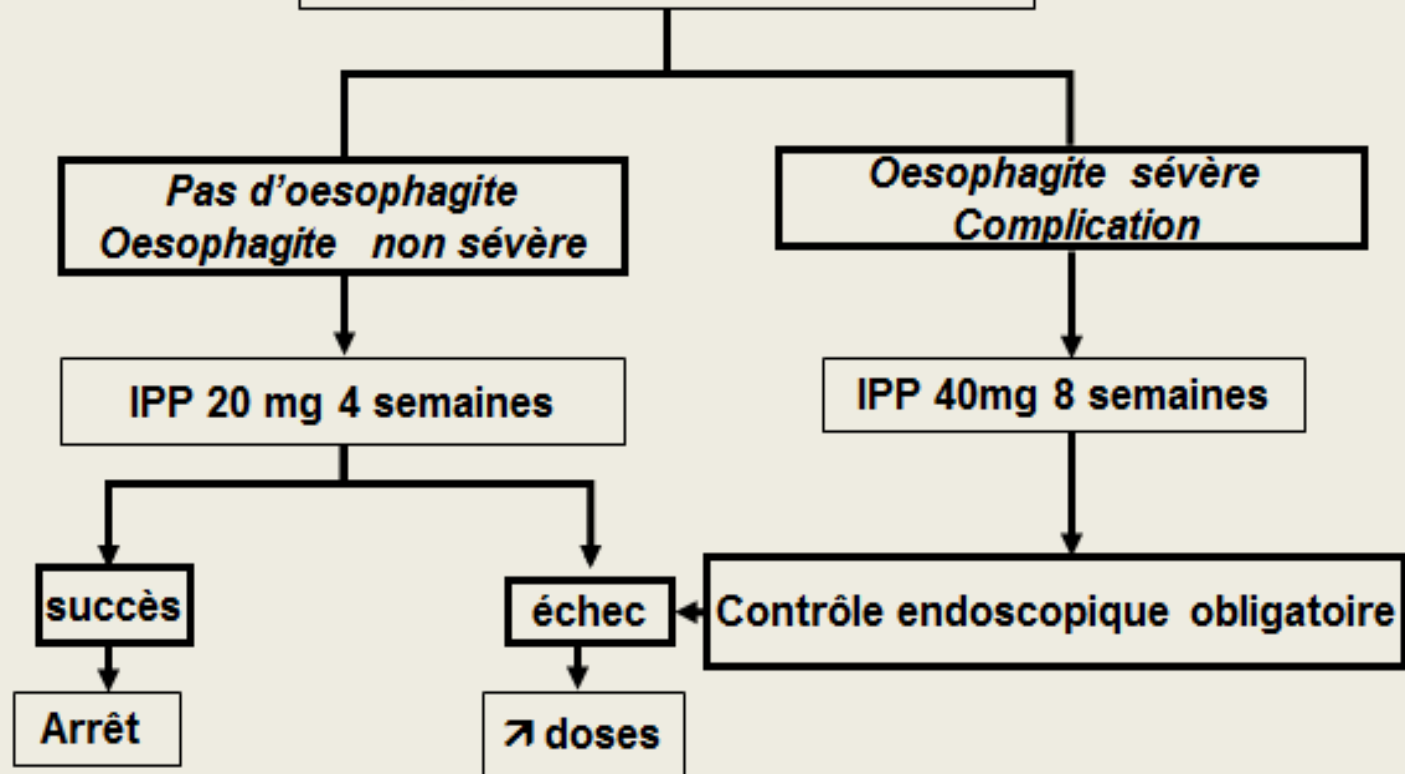 Pas d'oesophagite
Oesophagite non sévère
Oesophagite sévère
Complication
IPP 20 mg 4 semaines
IPP 40mg 8 semaines
succès
échec
Contrôle endoscopique obligatoire
Arrêt
↗ doses